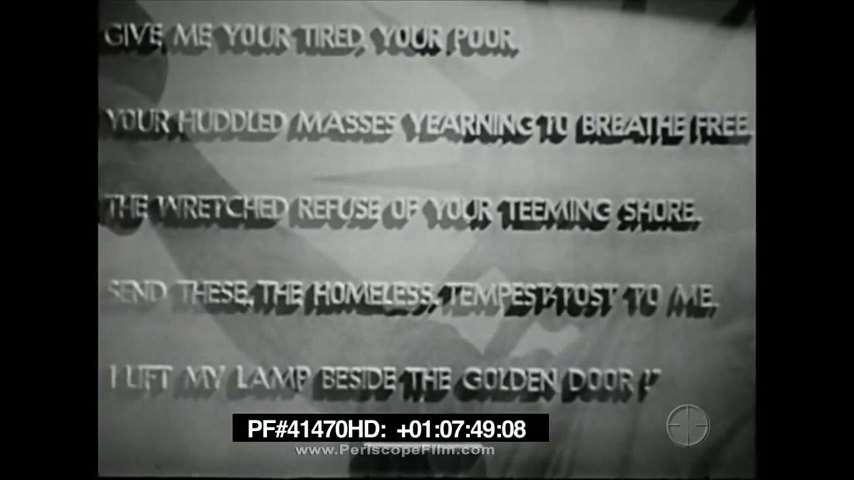 GIVE ME YOUR TIRED, YOUR POOR,
YOUR HUDDLED MASSES YEARNING TO BREATHE FREE.
THE WRETCHED REFUSE OF YOUR TEEMING SHORE.
SEND THESE, THE HOMELESS, TEMPEST-TOST TO ME,
I LIFT MY LAMP BESIDE THE GOLDEN DOOR!"
PF#41470HD: +01:07:49:08
www.PeriscopeFilm.com